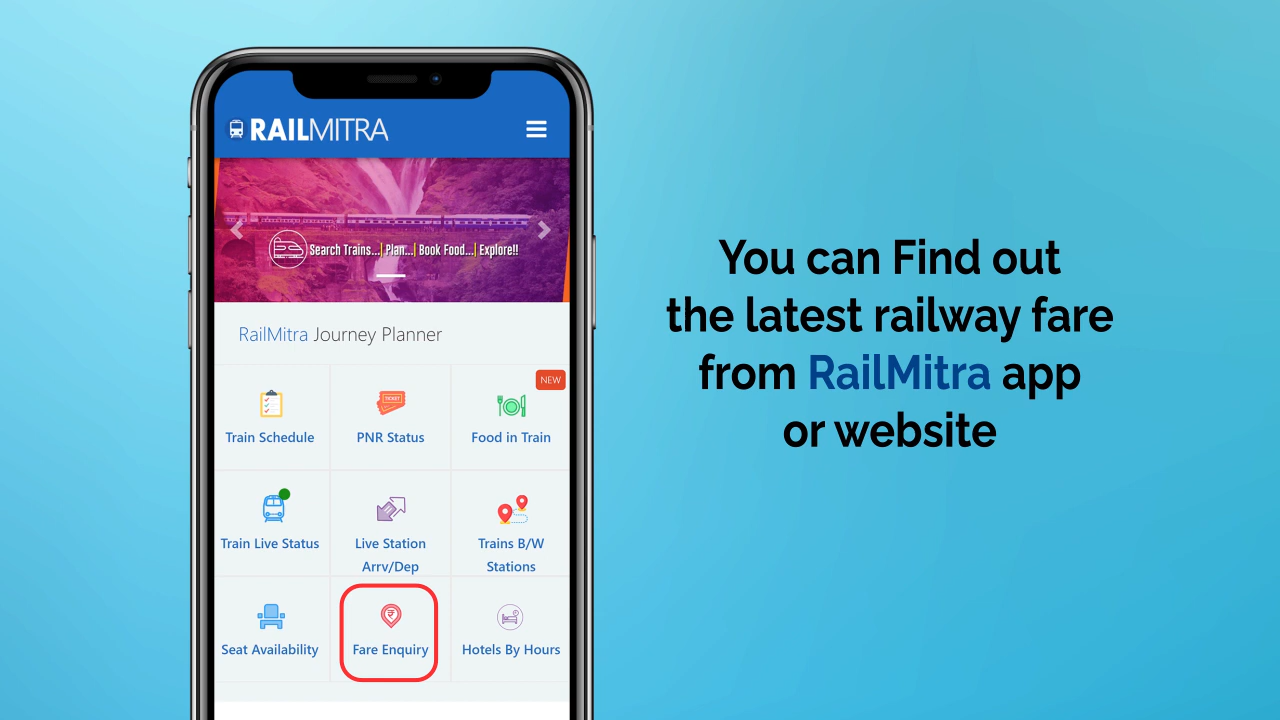 RAILMITRA
Search Trains...| Plan...| Book Food...| Explore!!
RailMitra Journey Planner
NEW
Train Schedule
TICKET
PNR Status
Food in Train
Train Live Status
Live Station
Arrv/Dep
Trains B/W
Stations
Seat Availability
₹
Fare Enquiry
Hotels By Hours
You can Find out
the latest railway fare
from RailMitra app
or website